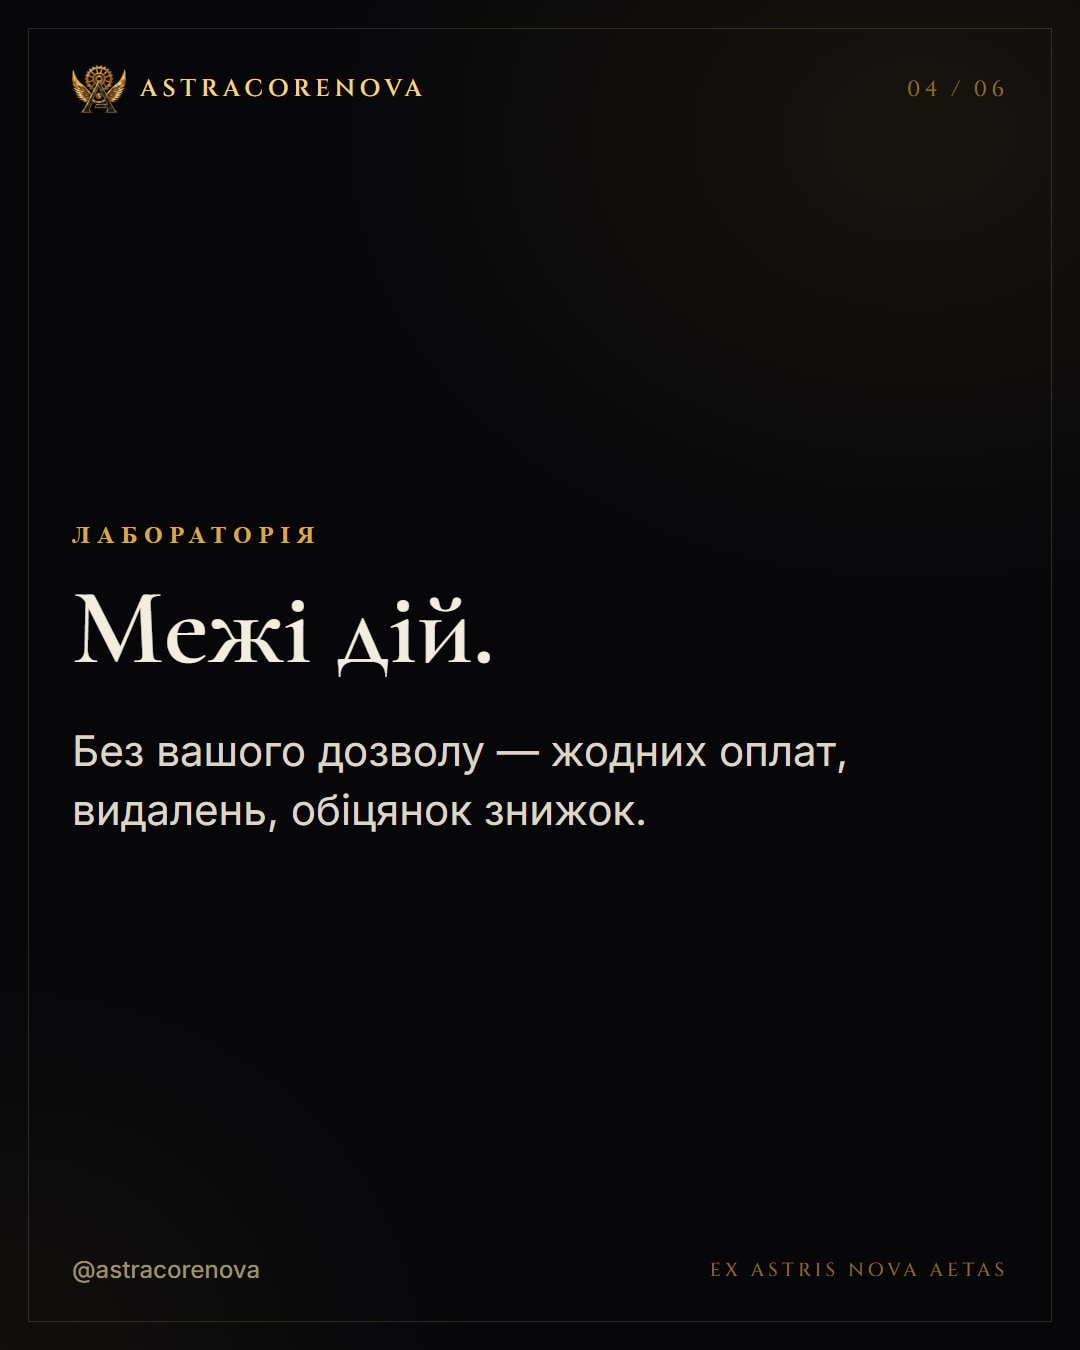 ASTRACORENOVA
04 / 06
ЛАБОРАТОРІЯ
Межі дій.
Без вашого дозволу — жодних оплат,
видалень, обіцянок знижок.
@astracorenova
EX ASTRIS NOVA AETAS